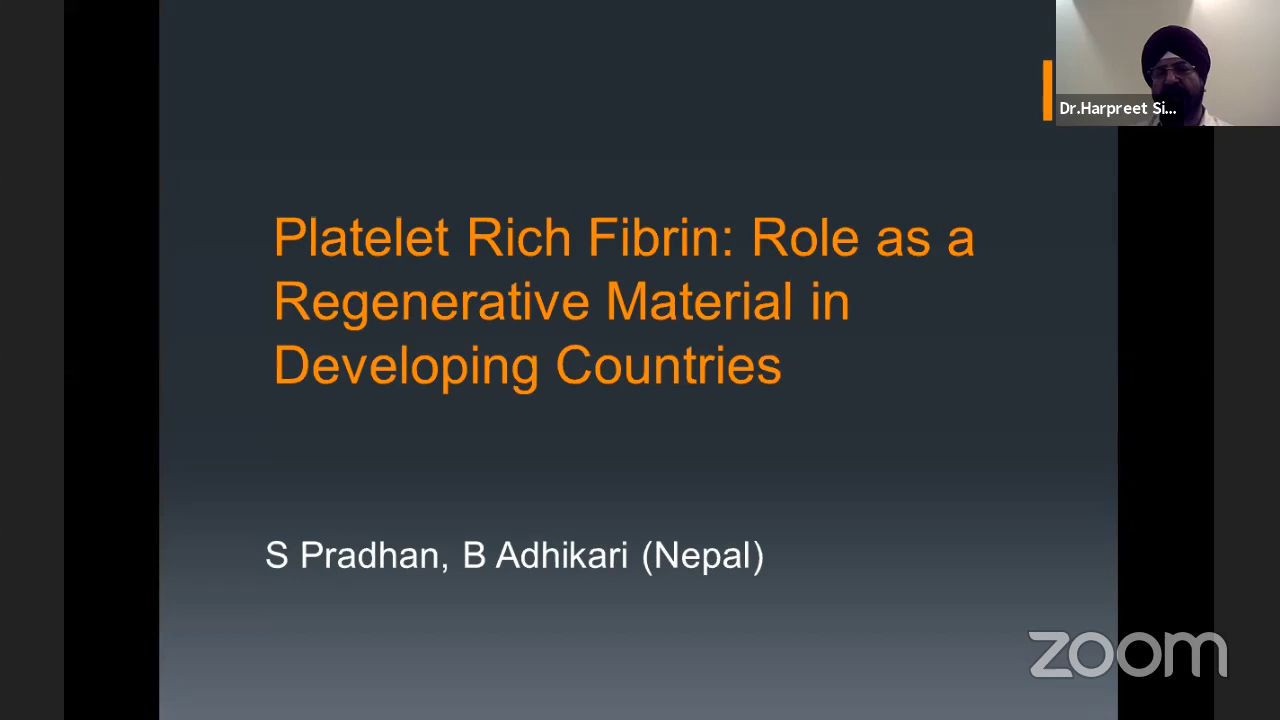 Dr.Harpreet Si...
Platelet Rich Fibrin: Role as a
Regenerative Material in
Developing Countries
S Pradhan, B Adhikari (Nepal)
zoom